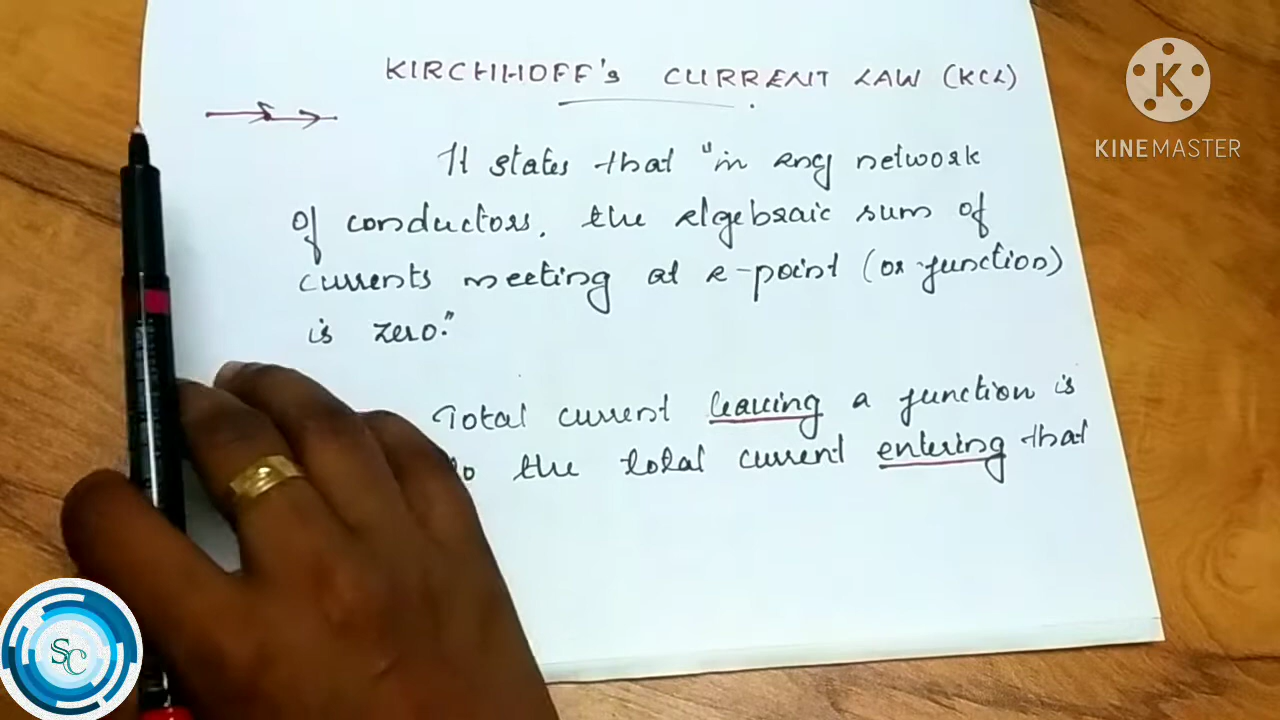 KIRCHHOFF's CURRENT LAW (KCL)
It states that "in any network
of conductors, the algebraic sum of
currents meeting at a point (or junction)
is zero."
Total current leaving a junction is
to the total current entering that
K
KINEMASTER
SC